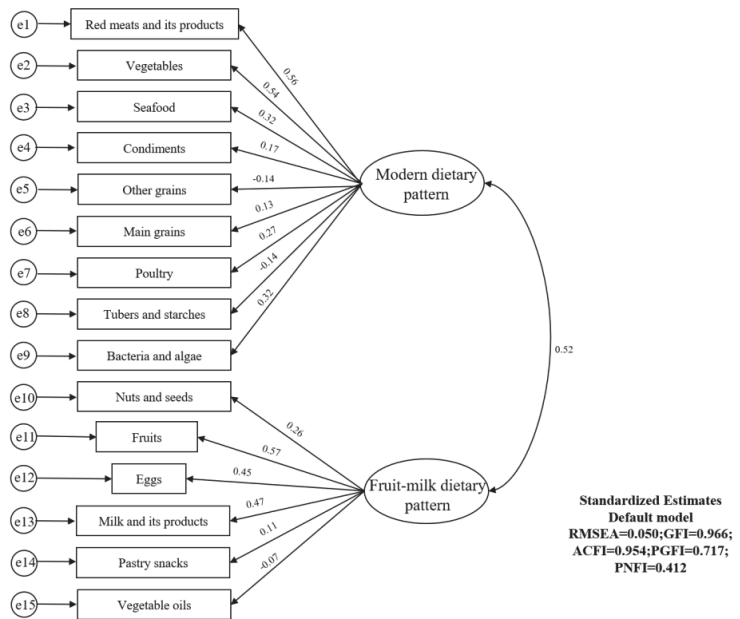 e1
Red meats and its products
0.56
e2
Vegetables
0.54
e3
Seafood
0.32
e4
Condiments
0.17
e5
Other grains
-0.14
e6
Main grains
0.13
e7
Poultry
0.27
e8
Tubers and starches
-0.14
e9
Bacteria and algae
0.32
Modern dietary
pattern
0.52
e10
Nuts and seeds
0.26
e11
Fruits
0.57
e12
Eggs
0.45
e13
Milk and its products
0.47
e14
Pastry snacks
0.11
e15
Vegetable oils
-0.07
Fruit-milk dietary
pattern
Standardized Estimates
Default model
RMSEA=0.050;GFI=0.966;
ACFI=0.954;PGFI=0.717;
PNFI=0.412